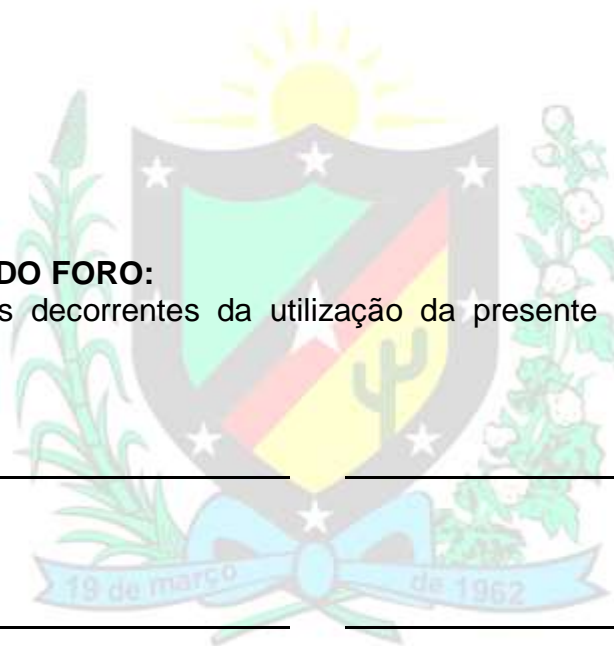 DO FORO:
s decorrentes da utilização da presente
19 de março de 1962